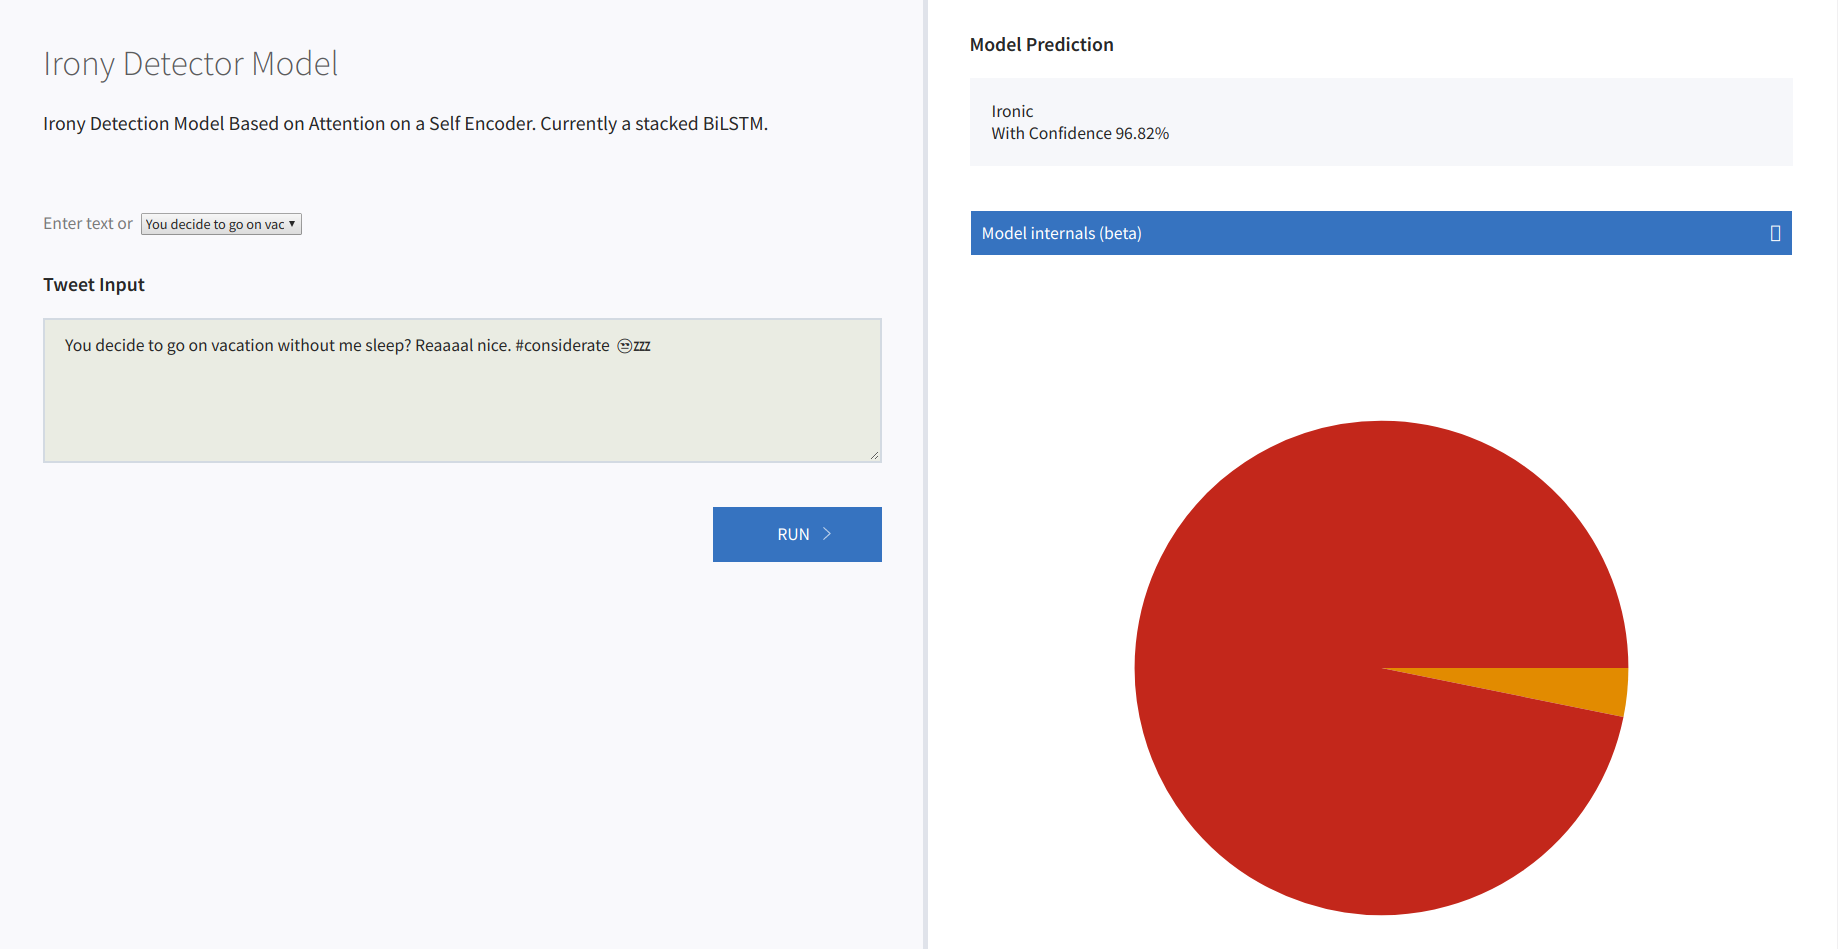 Irony Detector Model
Irony Detection Model Based on Attention on a Self Encoder. Currently a stacked BiLSTM.
Enter text or You decide to go on vac
Tweet Input
You decide to go on vacation without me sleep? Reaaaal nice. #considerate 😒💤
RUN
Model Prediction
Ironic
With Confidence 96.82%
Model internals (beta)